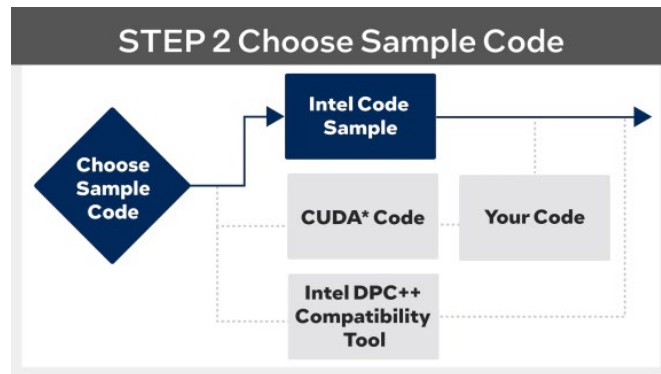 STEP 2 Choose Sample Code
Choose
Sample
Code
Intel Code
Sample
CUDA* Code
Your Code
Intel DPC++
Compatibility
Tool